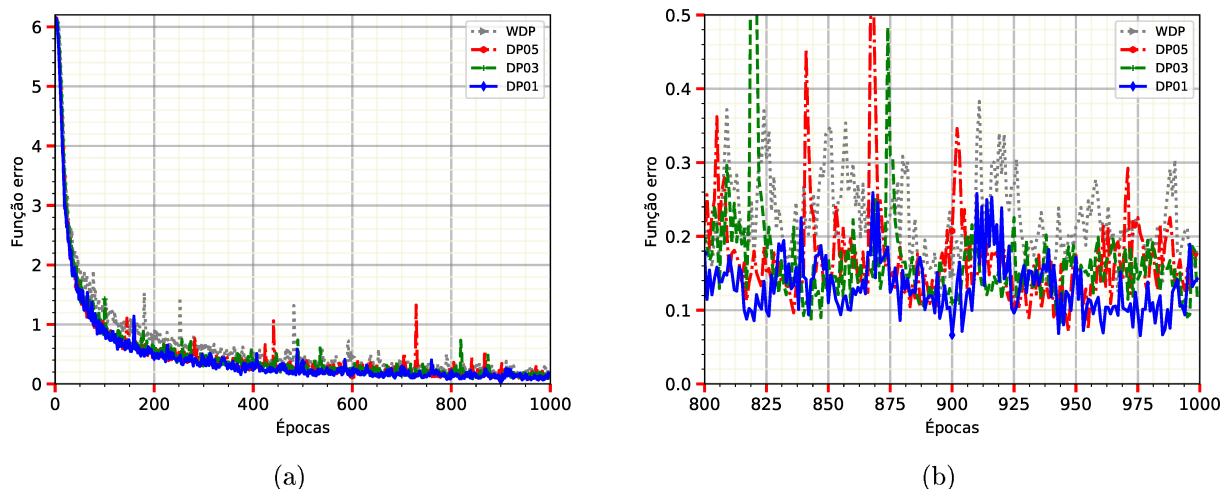 6
5
4
3
2
1
0
0 200 400 600 800 1000
Função erro
Épocas
WDP
DP05
DP03
DP01
(a)
0.5
0.4
0.3
0.2
0.1
0.0
800 825 850 875 900 925 950 975 1000
Função erro
Épocas
WDP
DP05
DP03
DP01
(b)